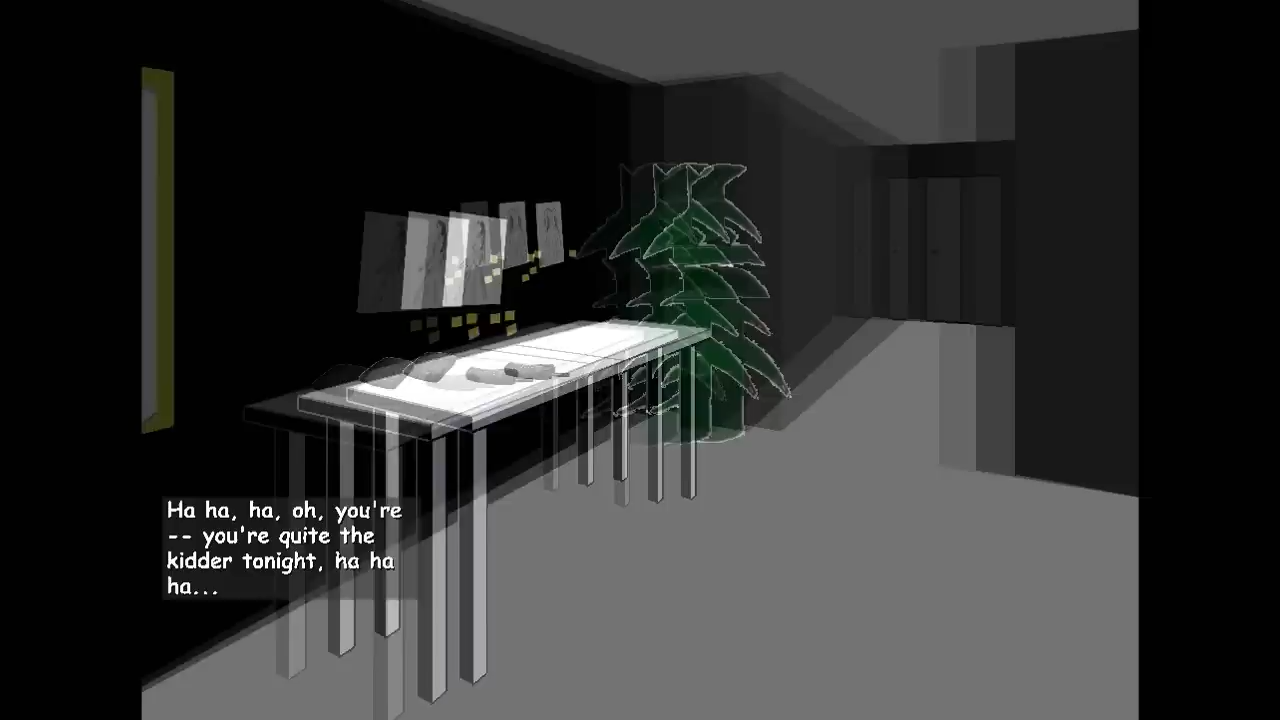 Ha ha, ha, oh, you're
-- you're quite the
kidder tonight, ha ha
ha...